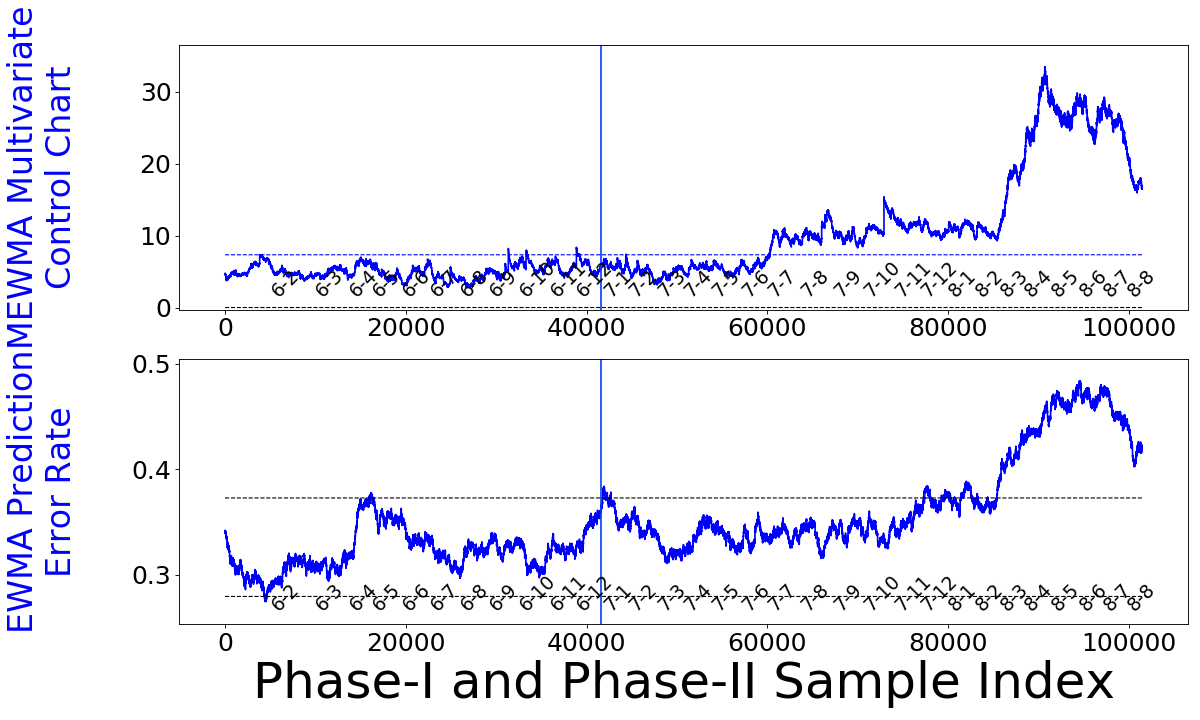 MEWMA Multivariate
Control Chart
30
20
10
0
6-2 6-3 6-4 6-5 6-6 6-7 6-8 6-9 6-10 6-11 6-12 7-1 7-2 7-3 7-4 7-5 7-6 7-7 7-8 7-9 7-10 7-11 7-12 8-1 8-2 8-3 8-4 8-5 8-6 8-7 8-8
0 20000 40000 60000 80000 100000
EWMA Prediction
Error Rate
0.5
0.4
0.3
6-2 6-3 6-4 6-5 6-6 6-7 6-8 6-9 6-10 6-11 6-12 7-1 7-2 7-3 7-4 7-5 7-6 7-7 7-8 7-9 7-10 7-11 7-12 8-1 8-2 8-3 8-4 8-5 8-6 8-7 8-8
0 20000 40000 60000 80000 100000
Phase-I and Phase-II Sample Index